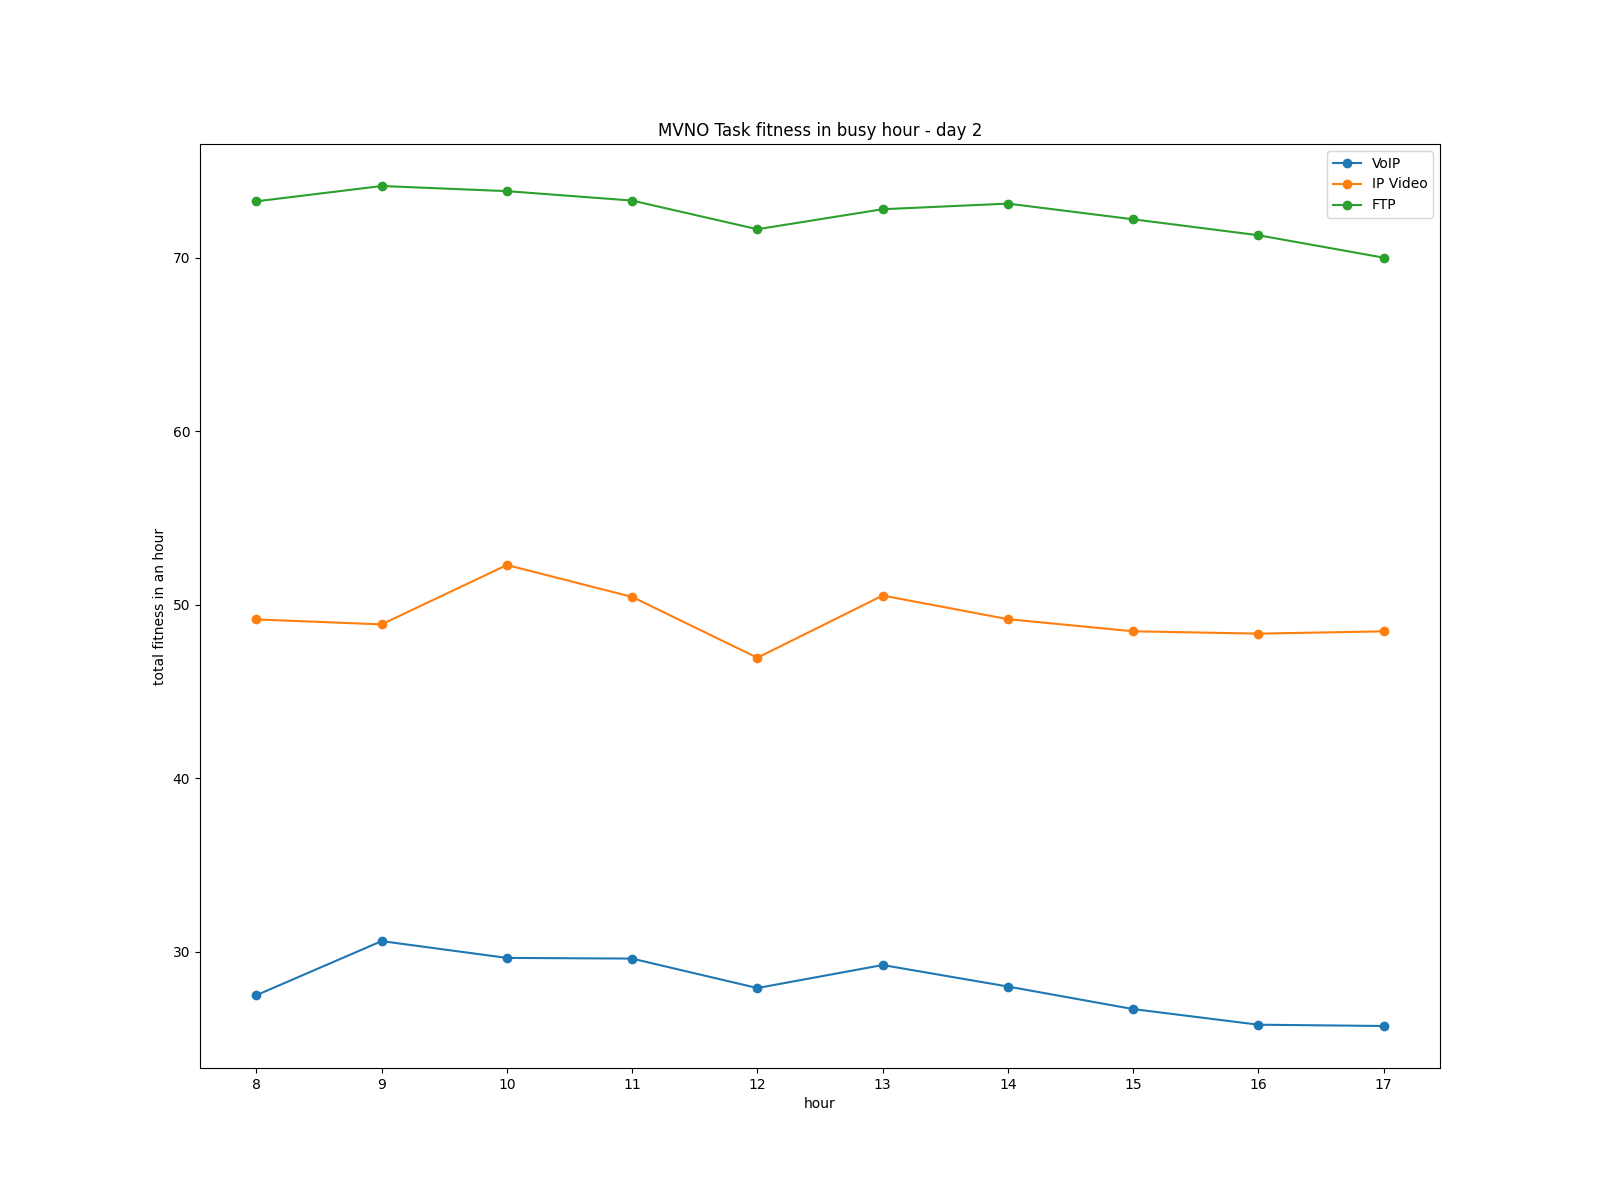 MVNO Task fitness in busy hour - day 2
VoIP
IP Video
FTP
70
60
50
40
30
total fitness in an hour
8 9 10 11 12 13 14 15 16 17
hour